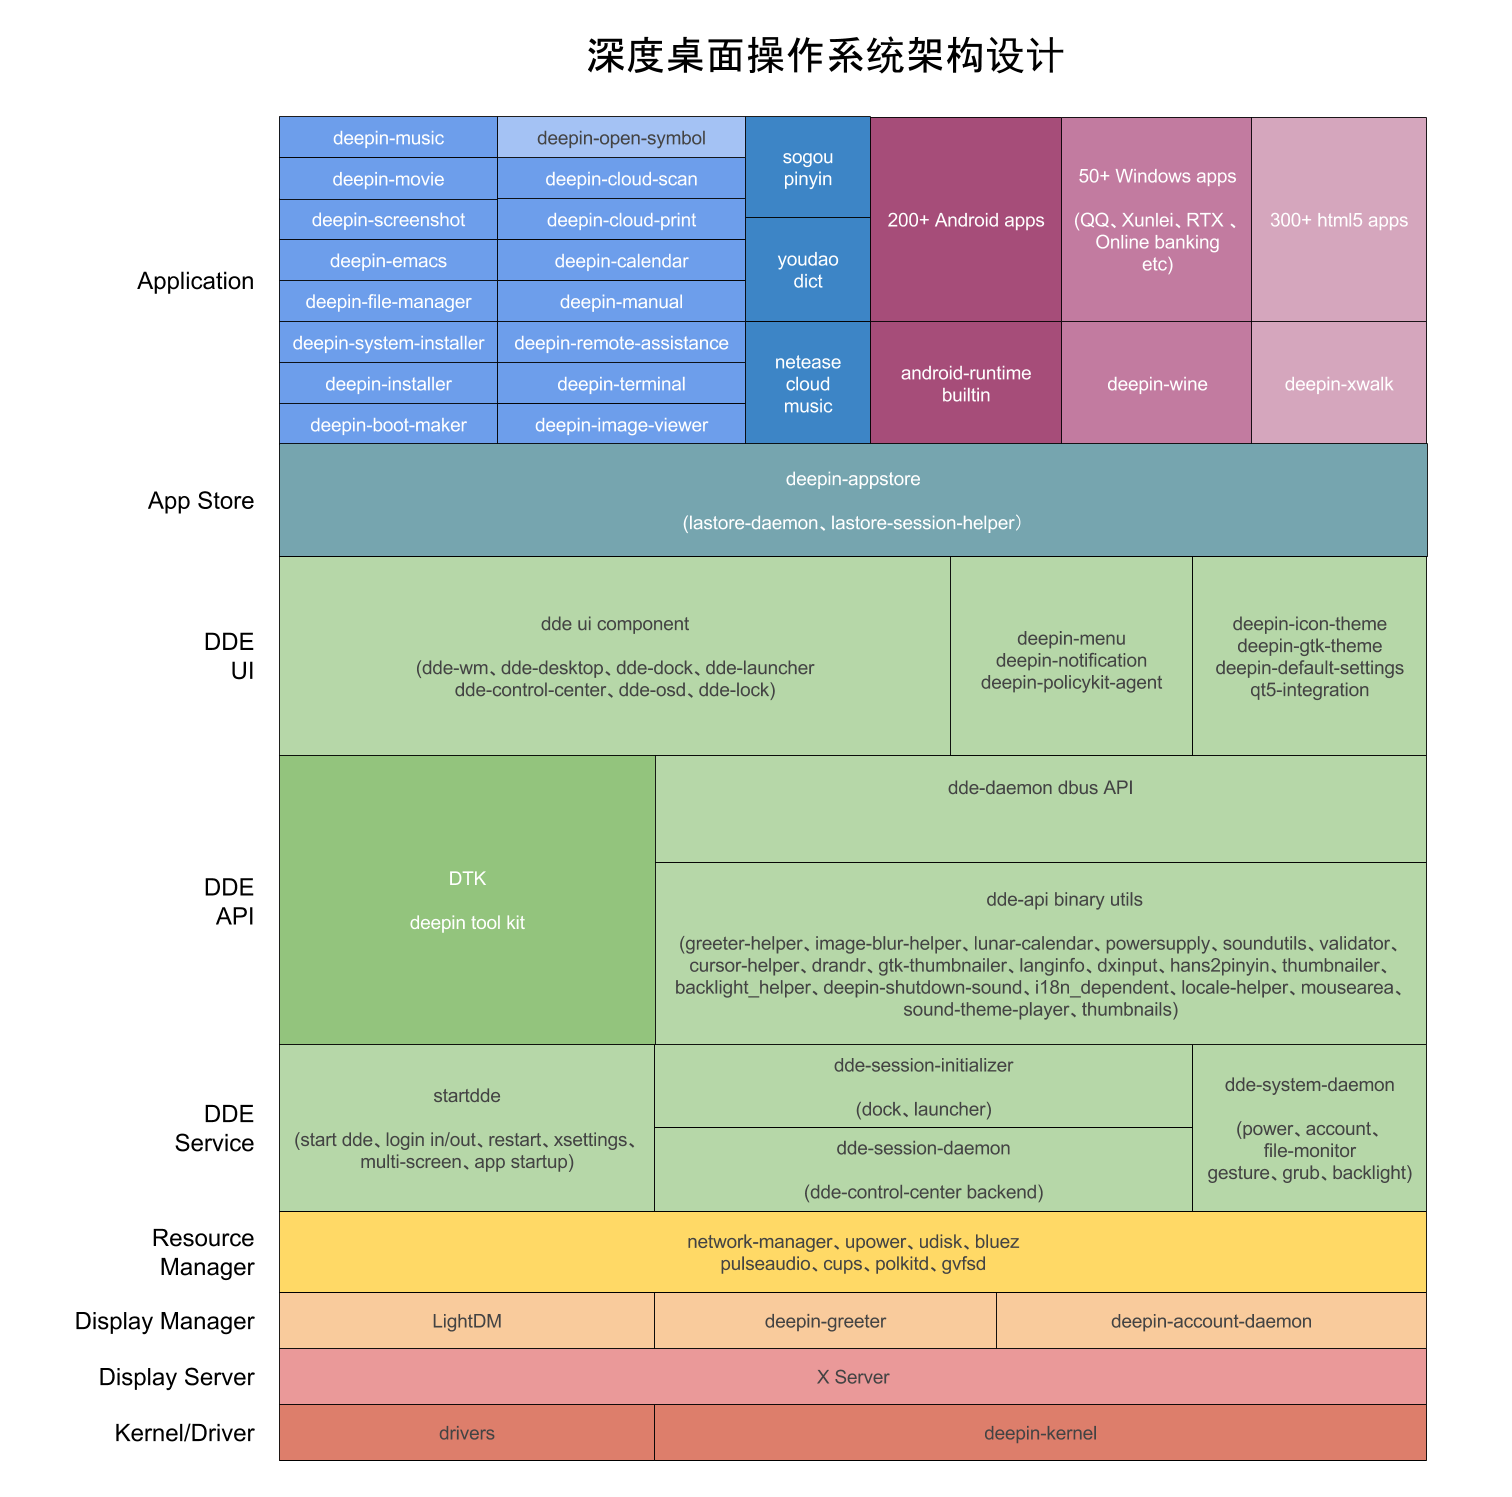 深度桌面操作系统架构设计
Application
deepin-music
deepin-movie
deepin-screenshot
deepin-emacs
deepin-file-manager
deepin-system-installer
deepin-installer
deepin-boot-maker
deepin-open-symbol
deepin-cloud-scan
deepin-cloud-print
deepin-calendar
deepin-manual
deepin-remote-assistance
deepin-terminal
deepin-image-viewer
sogou
pinyin
youdao
dict
netease
cloud
music
200+ Android apps
android-runtime
builtin
50+ Windows apps
(QQ、Xunlei、RTX 、
Online banking
etc)
deepin-wine
300+ html5 apps
deepin-xwalk
App Store
deepin-appstore
(lastore-daemon、lastore-session-helper）
DDE
UI
dde ui component
(dde-wm、dde-desktop、dde-dock、dde-launcher
dde-control-center、dde-osd、dde-lock)
deepin-menu
deepin-notification
deepin-policykit-agent
deepin-icon-theme
deepin-gtk-theme
deepin-default-settings
qt5-integration
DDE
API
DTK
deepin tool kit
dde-daemon dbus API
dde-api binary utils
(greeter-helper、image-blur-helper、lunar-calendar、powersupply、soundutils、validator、
cursor-helper、drandr、gtk-thumbnailer、langinfo、dxinput、hans2pinyin、thumbnailer、
backlight_helper、deepin-shutdown-sound、i18n_dependent、locale-helper、mousearea、
sound-theme-player、thumbnails)
DDE
Service
startdde
(start dde、login in/out、restart、xsettings、
multi-screen、app startup)
dde-session-initializer
(dock、launcher)
dde-session-daemon
(dde-control-center backend)
dde-system-daemon
(power、account、
file-monitor
gesture、grub、backlight)
Resource
Manager
network-manager、upower、udisk、bluez
pulseaudio、cups、polkitd、gvfsd
Display Manager
LightDM
deepin-greeter
deepin-account-daemon
Display Server
X Server
Kernel/Driver
drivers
deepin-kernel